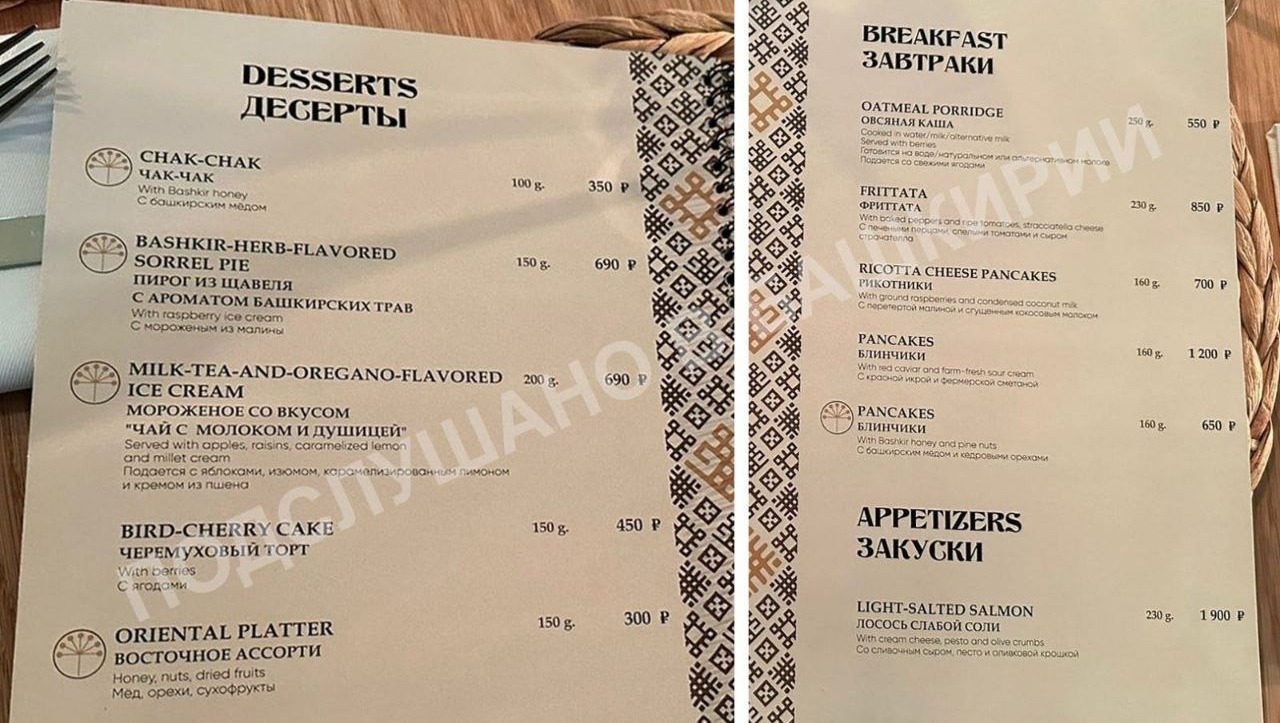 DESSERTS
ДЕСЕРТЫ
CHAK-CHAK
ЧАК-ЧАК
With Bashkir honey
С башкирским мёдом
100 g. 350 ₽
BASHKIR-HERB-FLAVORED
SORREL PIE
ПИРОГ ИЗ ЩАВЕЛЯ
С АРОМАТОМ БАШКИРСКИХ ТРАВ
With raspberry ice cream
С мороженым из малины
150 g. 690 ₽
MILK-TEA-AND-OREGANO-FLAVORED
ICE CREAM
МОРОЖЕНОЕ СО ВКУСОМ
"ЧАЙ С МОЛОКОМ И ДУШИЦЕЙ"
Served with apples, raisins, caramelized lemon
and millet cream
Подается с яблоками, изюмом, карамелизированным лимоном
и кремом из пшена
200 g. 690 ₽
BIRD-CHERRY CAKE
ЧЕРЕМУХОВЫЙ ТОРТ
With berries
С ягодами
150 g. 450 ₽
ORIENTAL PLATTER
ВОСТОЧНОЕ АССОРТИ
Honey, nuts, dried fruits
Мёд, орехи, сухофрукты
150 g. 300 ₽
BREAKFAST
ЗАВТРАКИ
OATMEAL PORRIDGE
ОВСЯНАЯ КАША
Cooked in water/milk/alternative milk
Served with berries
Готовится на воде/натуральном или альтернативном молоке
Подается со свежими ягодами
250 g. 550 ₽
FRITTATA
ФРИТТАТА
With baked peppers and ripe tomatoes, stracciatella cheese
С печеными перцами, спелыми томатами и сыром
страчателла
230 g. 850 ₽
RICOTTA CHEESE PANCAKES
РИКОТНИКИ
With ground raspberries and condensed coconut milk
С перетертой малиной и сгущенным кокосовым молоком
160 g. 700 ₽
PANCAKES
БЛИНЧИКИ
With red caviar and farm-fresh sour cream
С красной икрой и фермерской сметаной
160 g. 1 200 ₽
PANCAKES
БЛИНЧИКИ
With Bashkir honey and pine nuts
С башкирским мёдом и кедровыми орехами
160 g. 650 ₽
APPETIZERS
ЗАКУСКИ
LIGHT-SALTED SALMON
ЛОСОСЬ СЛАБОЙ СОЛИ
With cream cheese, pesto and olive crumbs
Со сливочным сыром, песто и оливковой крошкой
230 g. 1 900 ₽
ПОДСЛУШАНО В БАШКИРИИ